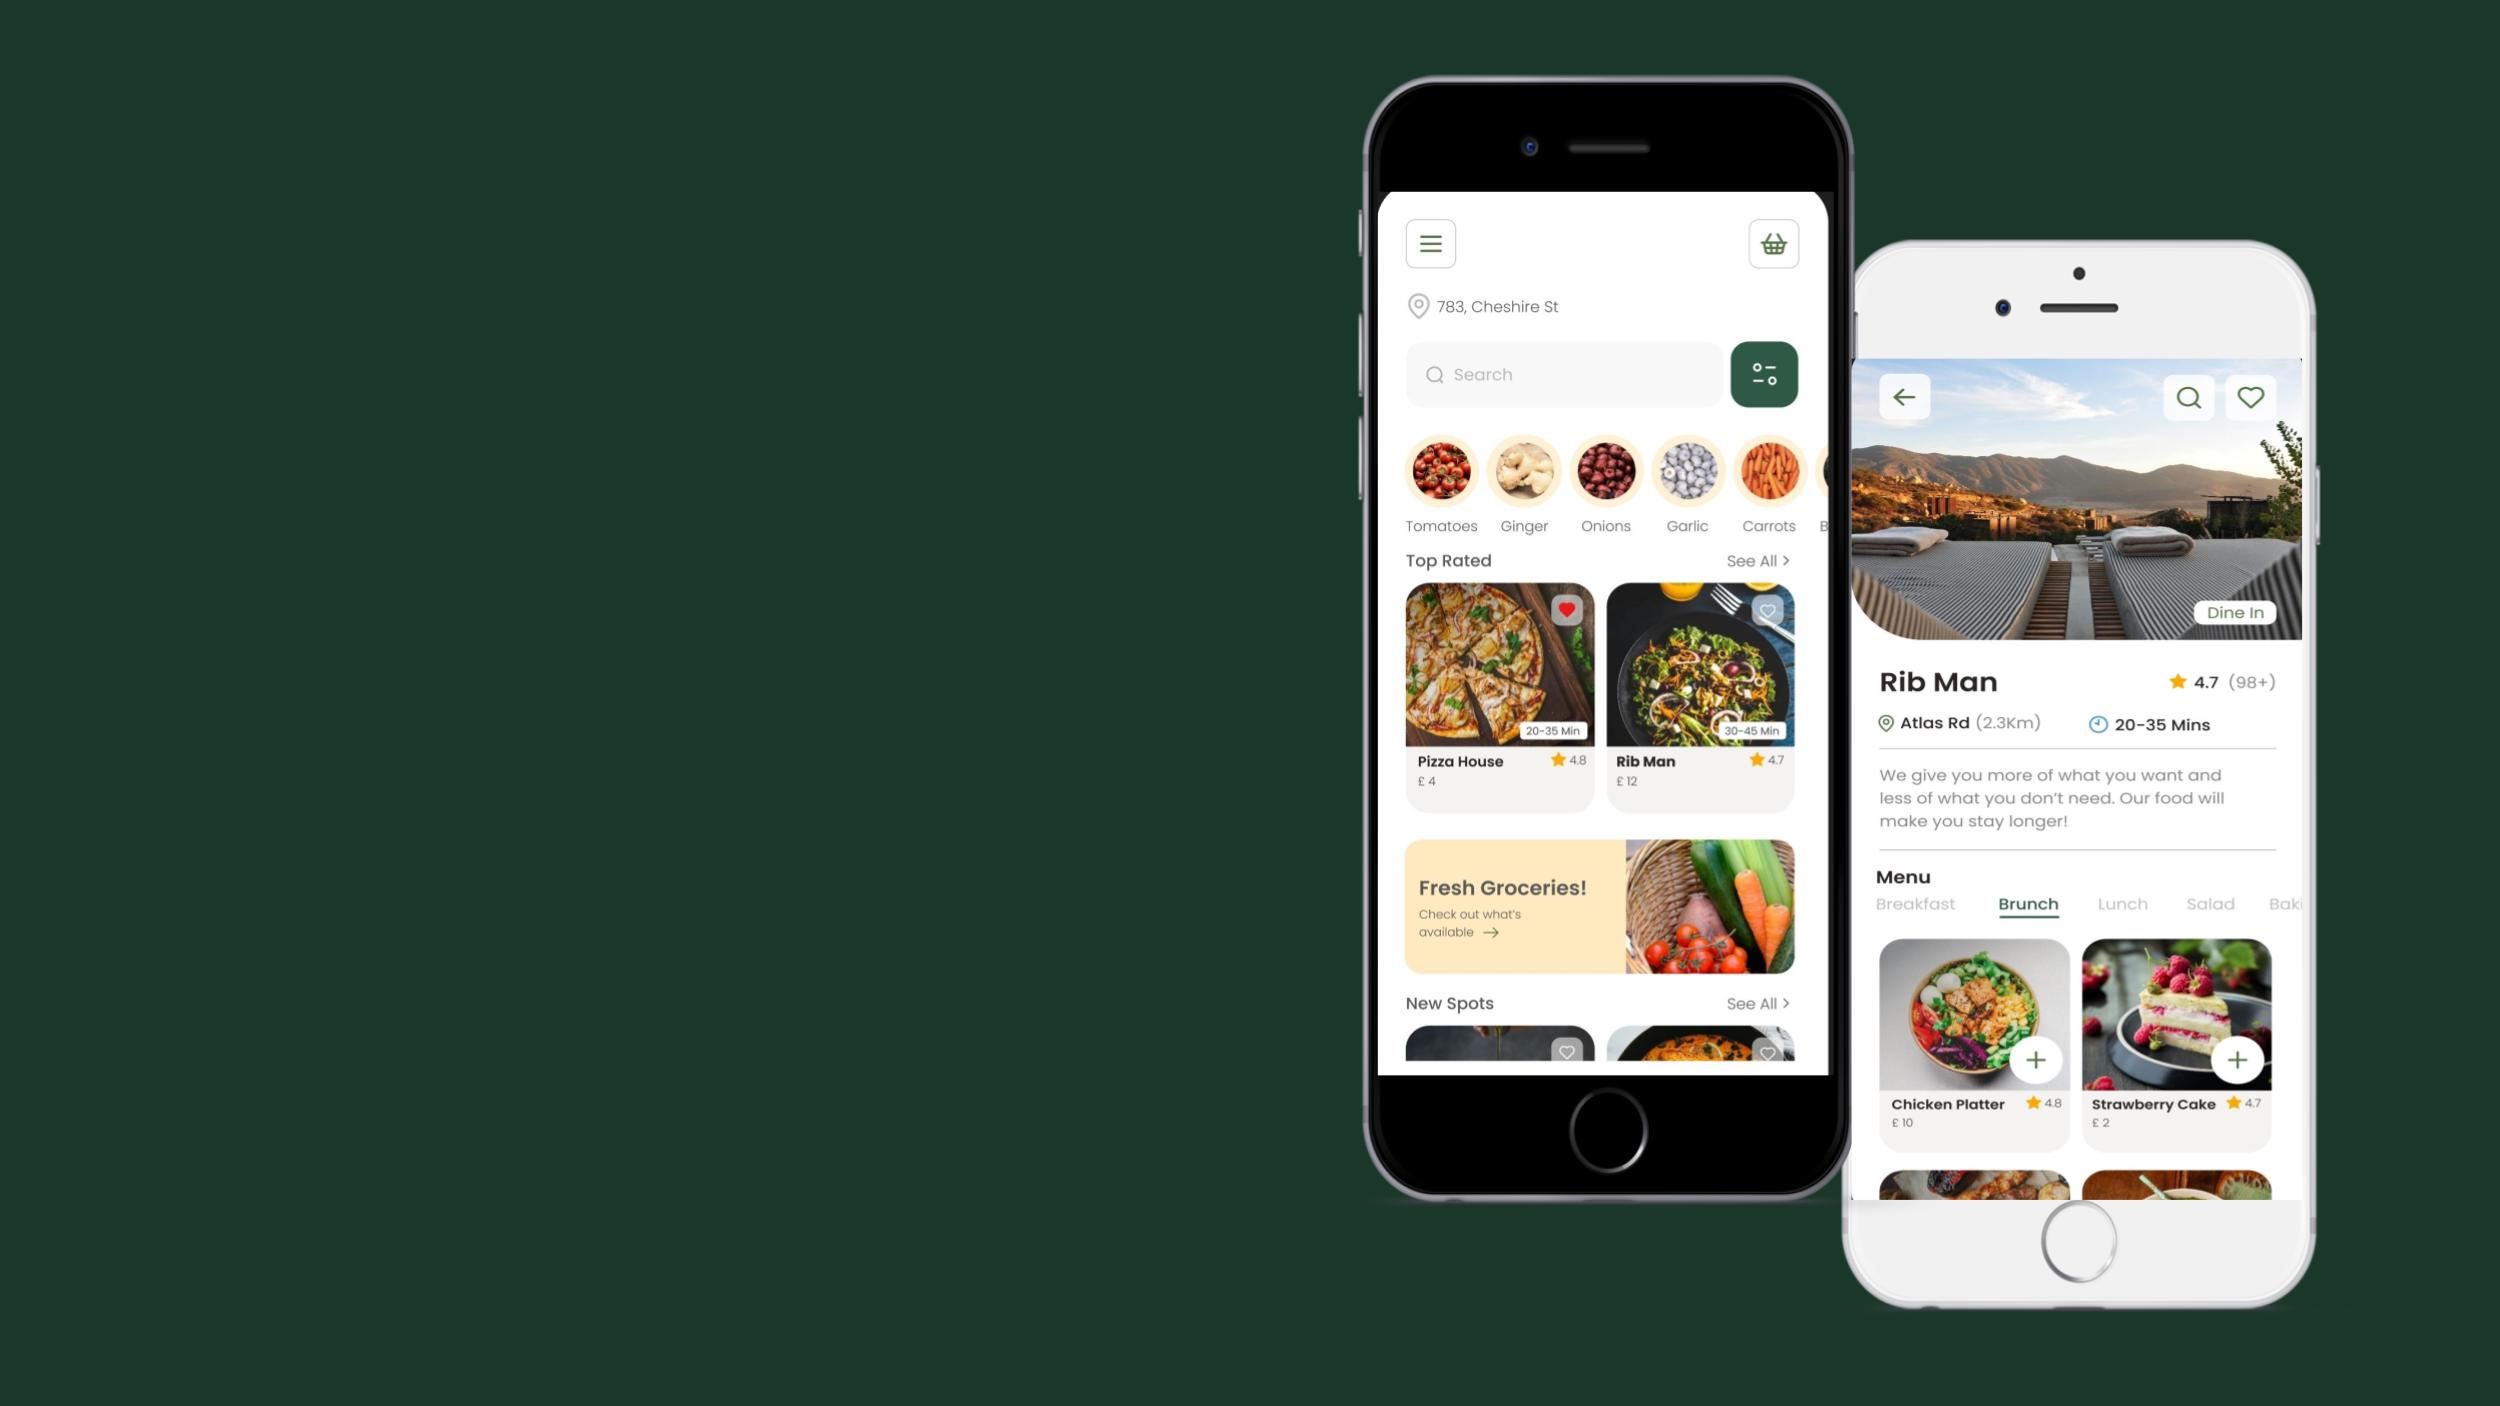 783, Cheshire St
Search
Tomatoes Ginger Onions Garlic Carrots B
Top Rated See All >
20-35 Min 30-45 Min
Pizza House 4.8 Rib Man 4.7
£ 4 £ 12
Fresh Groceries!
Check out what's
available →
New Spots See All >
Dine In
Rib Man 4.7 (98+)
Atlas Rd (2.3Km) 20-35 Mins
We give you more of what you want and
less of what you don't need. Our food will
make you stay longer!
Menu
Breakfast Brunch Lunch Salad Baki
Chicken Platter 4.8 Strawberry Cake 4.7
£ 10 £ 2